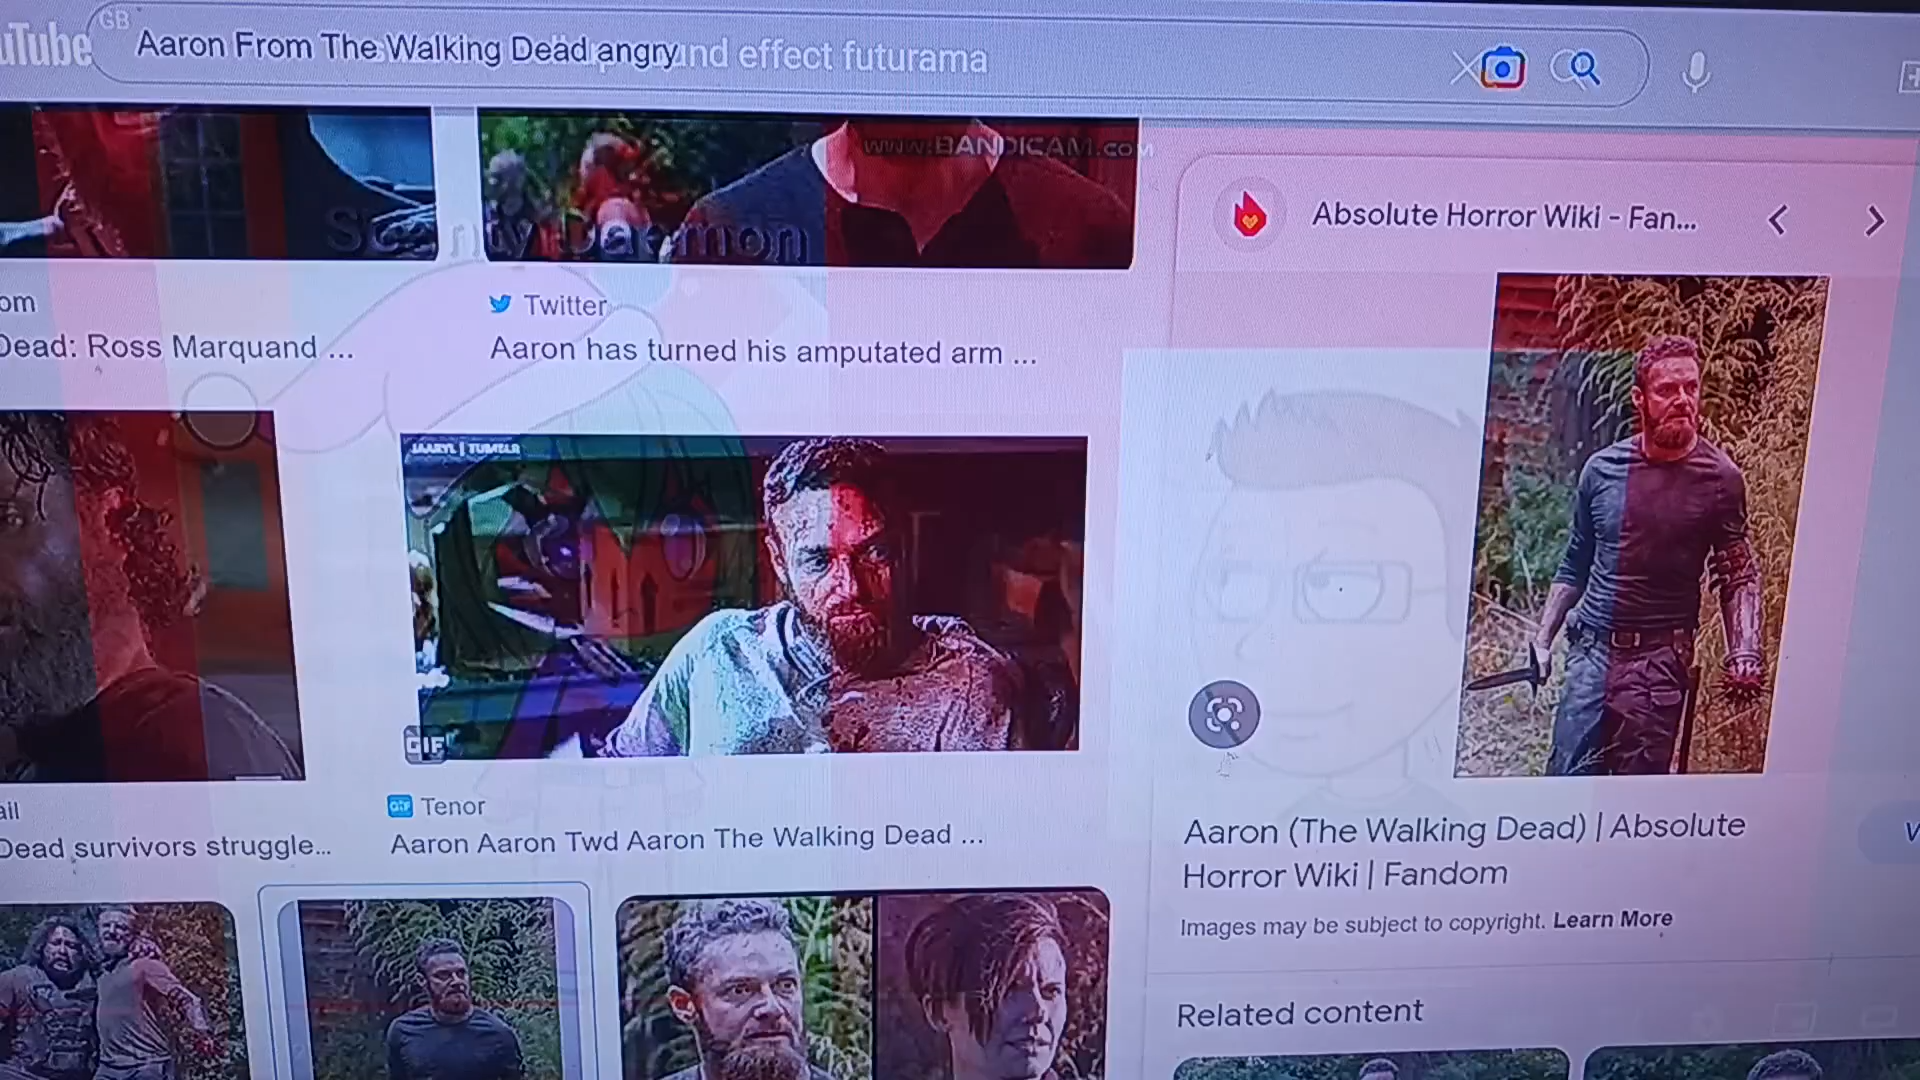 uTube
GB
Aaron From The Walking Dead angry
nd effect futurama
www.BANDICAM.com
Absolute Horror Wiki - Fan...
om
Twitter
Dead: Ross Marquand ...
Aaron has turned his amputated arm ...
JAARYL | TUMBLR
GIF
ail
GIF Tenor
Dead survivors struggle...
Aaron Aaron Twd Aaron The Walking Dead ...
Aaron (The Walking Dead) | Absolute
Horror Wiki | Fandom
Images may be subject to copyright. Learn More
Related content